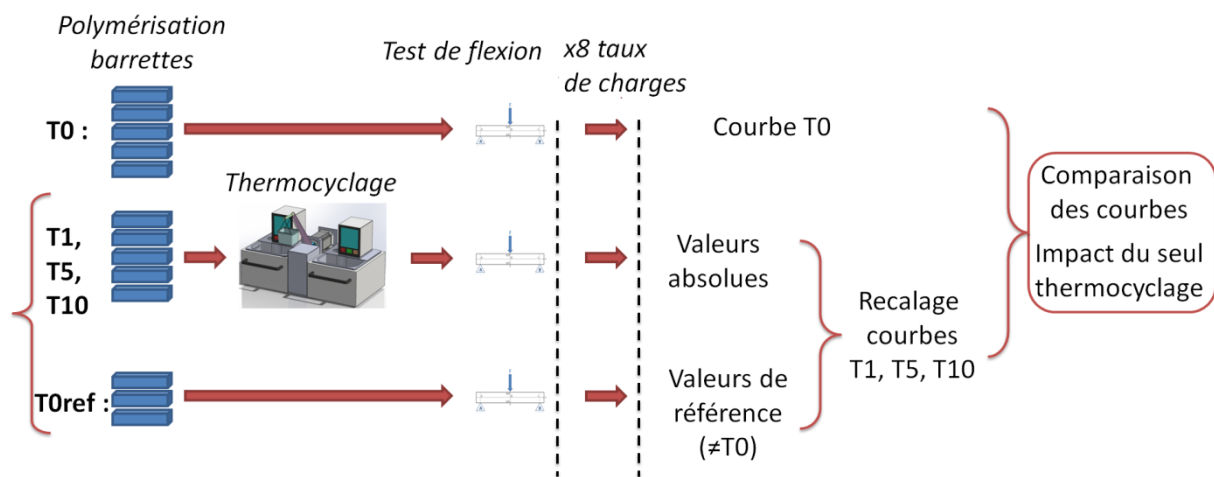 Polymérisation
barrettes
Test de flexion
x8 taux
de charges
T0 :
Courbe T0
Thermocyclage
T1,
T5,
T10
Valeurs
absolues
Comparaison
des courbes
Impact du seul
thermocyclage
Recalage
courbes
T1, T5, T10
T0ref :
Valeurs de
référence
(≠T0)